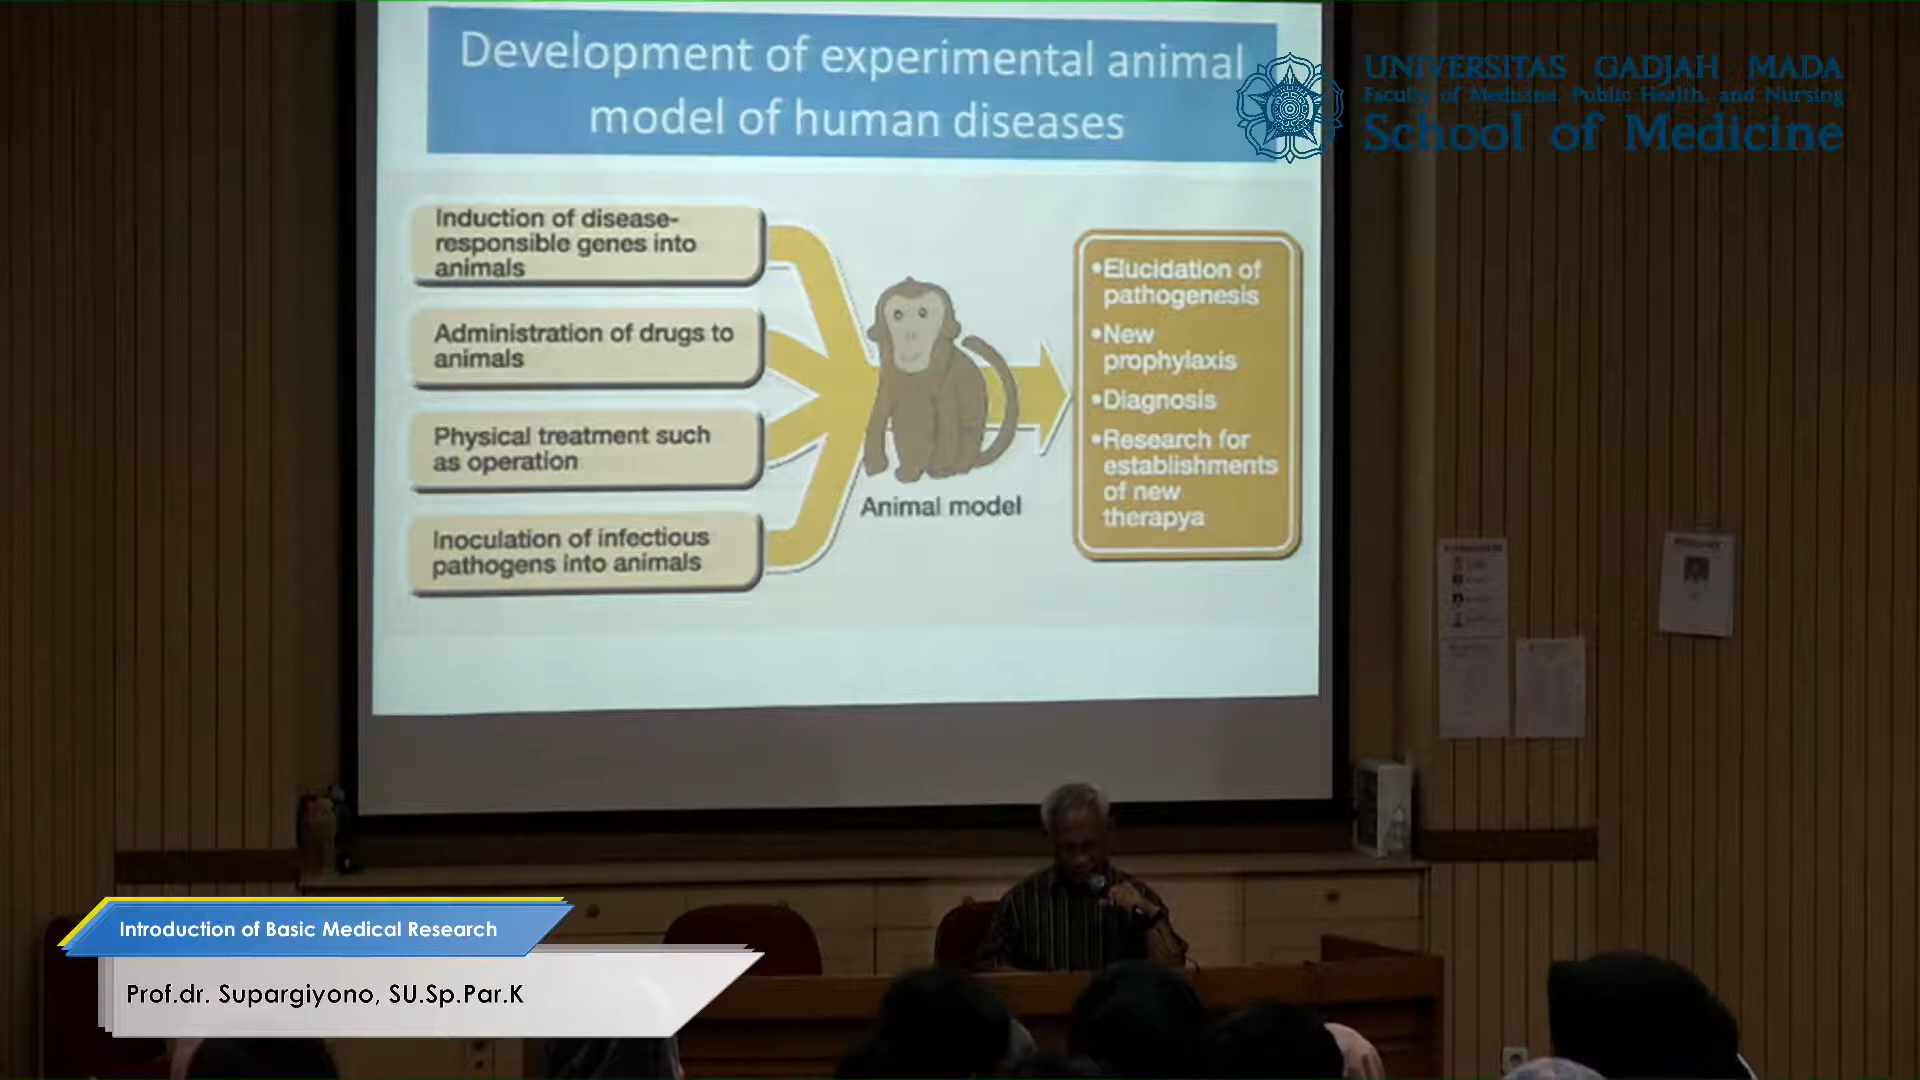 Development of experimental animal
model of human diseases
UNIVERSITAS GADJAH MADA
Faculty of Medicine, Public Health, and Nursing
School of Medicine
Induction of disease-
responsible genes into
animals
Administration of drugs to
animals
Physical treatment such
as operation
Inoculation of infectious
pathogens into animals
Animal model
•Elucidation of
pathogenesis
•New
prophylaxis
•Diagnosis
•Research for
establishments
of new
therapya
Introduction of Basic Medical Research
Prof.dr. Supargiyono, SU.Sp.Par.K